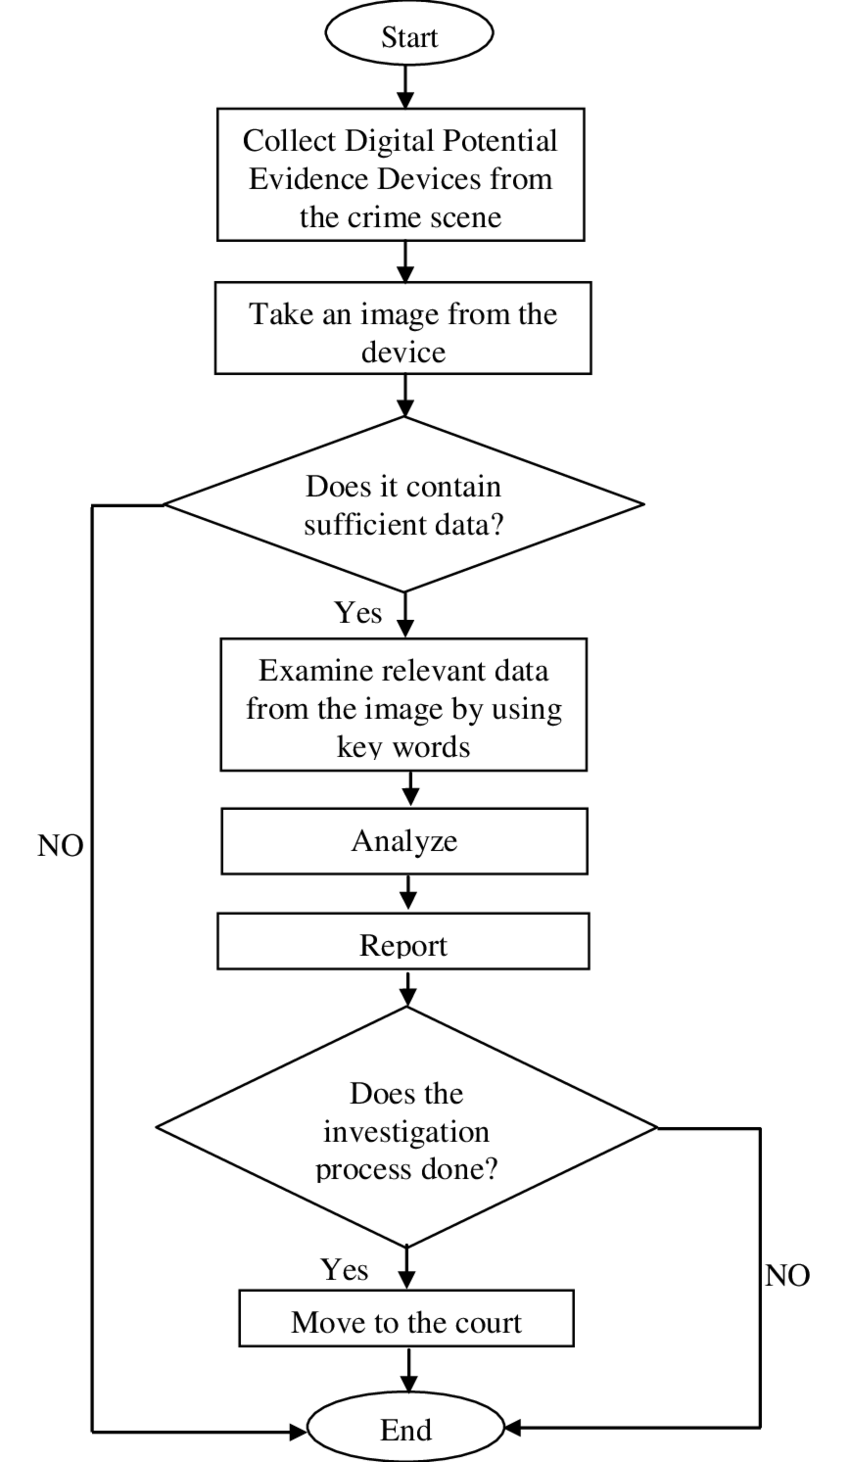 Start
Collect Digital Potential
Evidence Devices from
the crime scene
Take an image from the
device
Does it contain
sufficient data?
Yes
Examine relevant data
from the image by using
key words
NO
Analyze
Report
Does the
investigation
process done?
Yes
NO
Move to the court
End